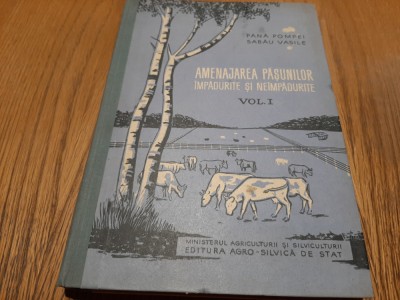 PANĂ POMPEI
SABĂU VASILE
AMENAJAREA PĂȘUNILOR
ÎMPĂDURITE ȘI NEÎMPĂDURITE
VOL. I
MINISTERUL AGRICULTURII ȘI SILVICULTURII
EDITURA AGRO-SILVICĂ DE STAT